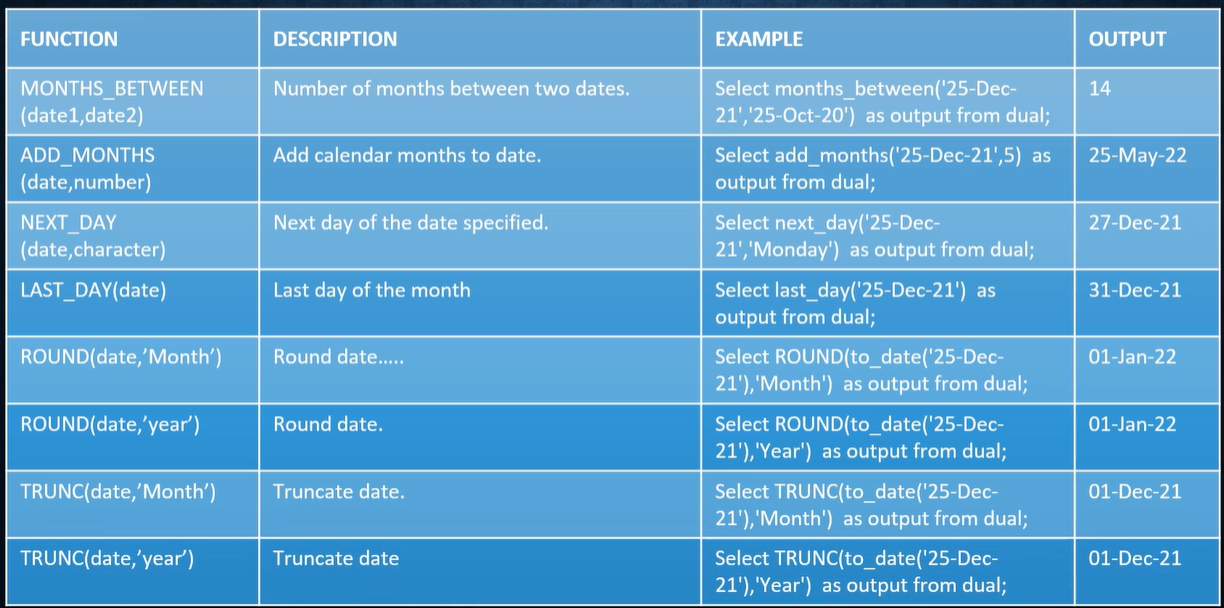 FUNCTION DESCRIPTION EXAMPLE OUTPUT
MONTHS_BETWEEN Number of months between two dates. Select months_between('25-Dec- 14
(date1,date2) 21','25-Oct-20')  as output from dual;
ADD_MONTHS Add calendar months to date. Select add_months('25-Dec-21',5)  as 25-May-22
(date,number) output from dual;
NEXT_DAY Next day of the date specified. Select next_day('25-Dec- 27-Dec-21
(date,character) 21','Monday')  as output from dual;
LAST_DAY(date) Last day of the month Select last_day('25-Dec-21')  as 31-Dec-21
output from dual;
ROUND(date,’Month’) Round date..... Select ROUND(to_date('25-Dec- 01-Jan-22
21'),'Month')  as output from dual;
ROUND(date,’year’) Round date. Select ROUND(to_date('25-Dec- 01-Jan-22
21'),'Year')  as output from dual;
TRUNC(date,’Month’) Truncate date. Select TRUNC(to_date('25-Dec- 01-Dec-21
21'),'Month')  as output from dual;
TRUNC(date,’year’) Truncate date Select TRUNC(to_date('25-Dec- 01-Dec-21
21'),'Year') as output from dual;